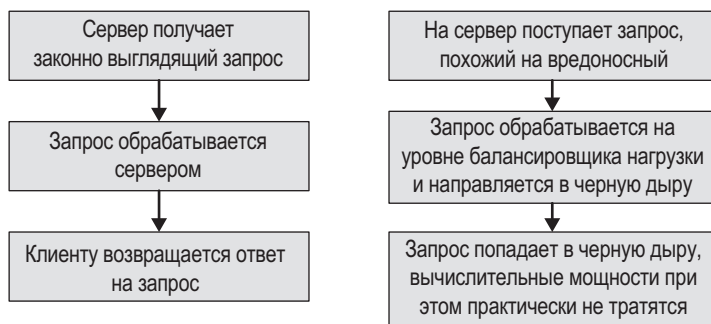 Сервер получает
законно выглядящий запрос
Запрос обрабатывается
сервером
Клиенту возвращается ответ
на запрос
На сервер поступает запрос,
похожий на вредоносный
Запрос обрабатывается на
уровне балансировщика нагрузки
и направляется в черную дыру
Запрос попадает в черную дыру,
вычислительные мощности при
этом практически не тратятся